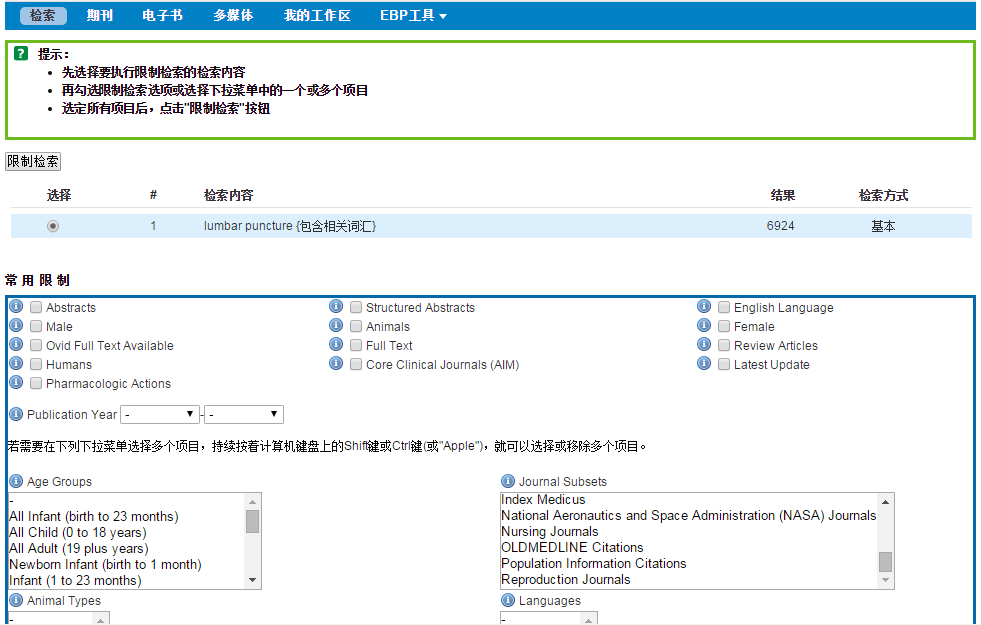 检索 期刊 电子书 多媒体 我的工作区 EBP工具
? 提示：
• 先选择要执行限制检索的检索内容
• 再勾选限制检索选项或选择下拉菜单中的一个或多个项目
• 选定所有项目后，点击"限制检索"按钮
限制检索
选择 # 检索内容 结果 检索方式
1 lumbar puncture {包含相关词汇} 6924 基本
常用限制
Abstracts Structured Abstracts English Language
Male Animals Female
Ovid Full Text Available Full Text Review Articles
Humans Core Clinical Journals (AIM) Latest Update
Pharmacologic Actions
Publication Year - - -
若需要在下列下拉菜单选择多个项目，持续按着计算机键盘上的Shift键或Ctrl键(或"Apple")，就可以选择或移除多个项目。
Age Groups
-
All Infant (birth to 23 months)
All Child (0 to 18 years)
All Adult (19 plus years)
Newborn Infant (birth to 1 month)
Infant (1 to 23 months)
Journal Subsets
Index Medicus
National Aeronautics and Space Administration (NASA) Journals
Nursing Journals
OLDMEDLINE Citations
Population Information Citations
Reproduction Journals
Animal Types
-
Languages
-